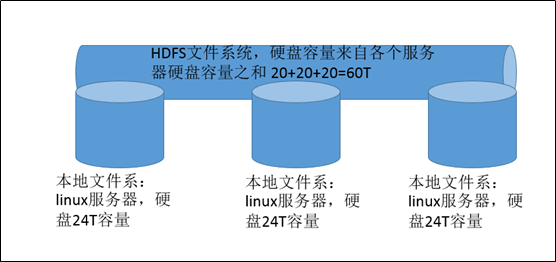 HDFS文件系统，硬盘容量来自各个服务
器硬盘容量之和 20+20+20=60T
本地文件系：
linux服务器，硬
盘24T容量
本地文件系：
linux服务器，硬
盘24T容量
本地文件系：
linux服务器，硬
盘24T容量